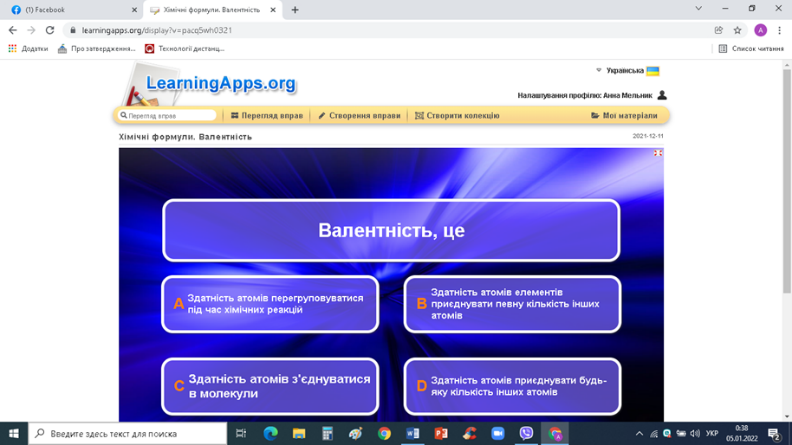 (1) Facebook
Хімічні формули. Валентність
learningapps.org/display?v=pacq5wh0321
A
Додатки
Про затвердження...
Технології дистанц...
Список читання
LearningApps.org
Українська
Налаштування профілю: Анна Мельник
Перегляд вправ
Перегляд вправ
Створення вправи
Створити колекцію
Мої матеріали
Хімічні формули. Валентність
2021-12-11
Валентність, це
A Здатність атомів перегруповуватися
під час хімічних реакцій
B Здатність атомів елементів
приєднувати певну кількість інших
атомів
C Здатність атомів з'єднуватися
в молекули
D Здатність атомів приєднувати будь-
яку кількість інших атомів
Введите здесь текст для поиска
УКР
0:38
05.01.2022
2